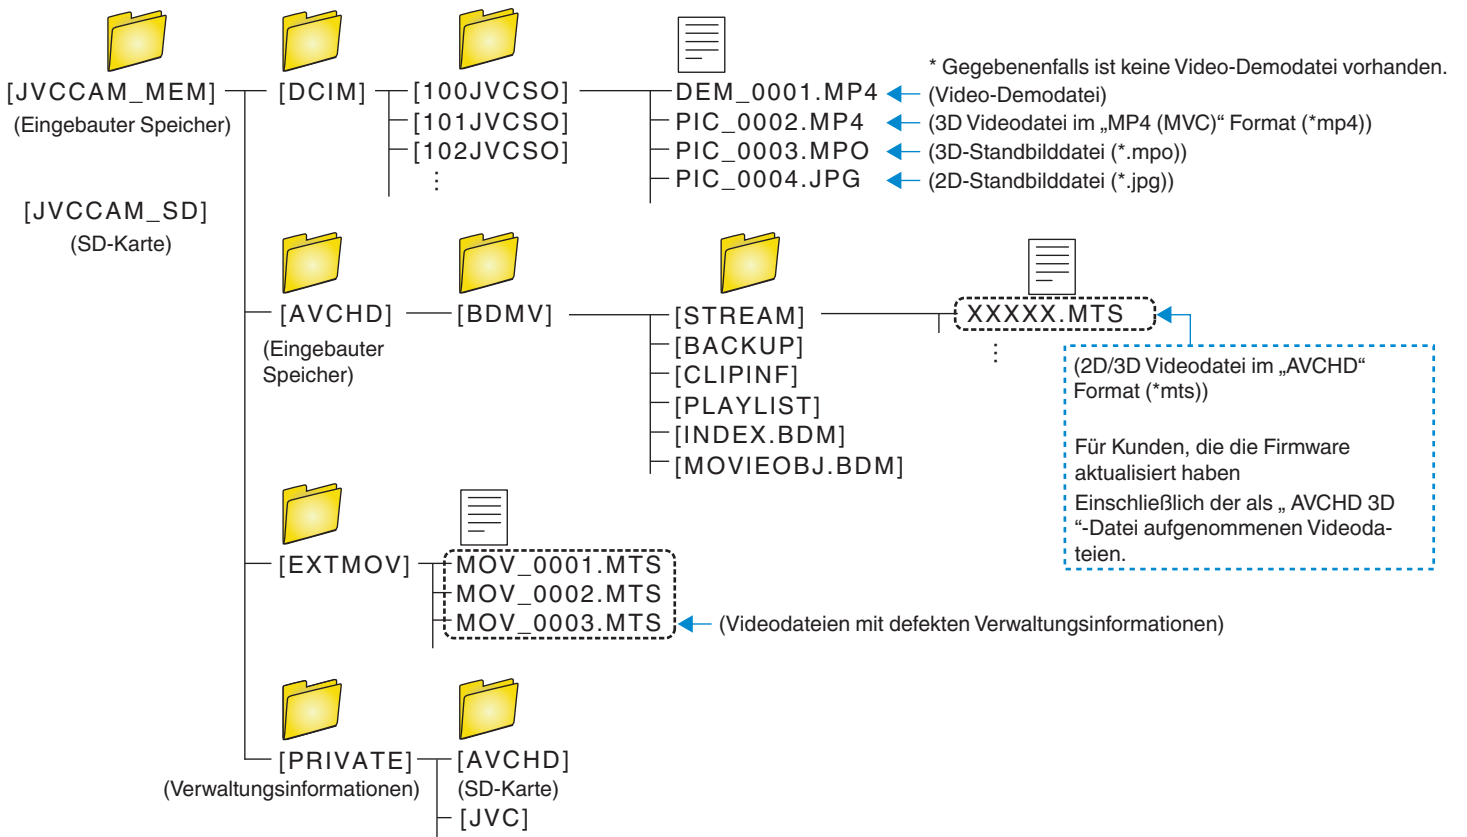 * Gegebenenfalls ist keine Video-Demodatei vorhanden.
[JVCCAM_MEM]
(Eingebauter Speicher)
[JVCCAM_SD]
(SD-Karte)
[DCIM]
[100JVCSO]
[101JVCSO]
[102JVCSO]
⋮
DEM_0001.MP4
(Video-Demodatei)
PIC_0002.MP4
(3D Videodatei im „MP4 (MVC)“ Format (*mp4))
PIC_0003.MPO
(3D-Standbilddatei (*.mpo))
PIC_0004.JPG
(2D-Standbilddatei (*.jpg))
[AVCHD]
(Eingebauter
Speicher)
[BDMV]
[STREAM]
[BACKUP]
[CLIPINF]
[PLAYLIST]
[INDEX.BDM]
[MOVIEOBJ.BDM]
XXXXX.MTS
⋮
(2D/3D Videodatei im „AVCHD“
Format (*mts))
Für Kunden, die die Firmware
aktualisiert haben
Einschließlich der als „ AVCHD 3D
“-Datei aufgenommenen Videoda-
teien.
[EXTMOV]
MOV_0001.MTS
MOV_0002.MTS
MOV_0003.MTS
(Videodateien mit defekten Verwaltungsinformationen)
[PRIVATE]
(Verwaltungsinformationen)
[AVCHD]
(SD-Karte)
[JVC]